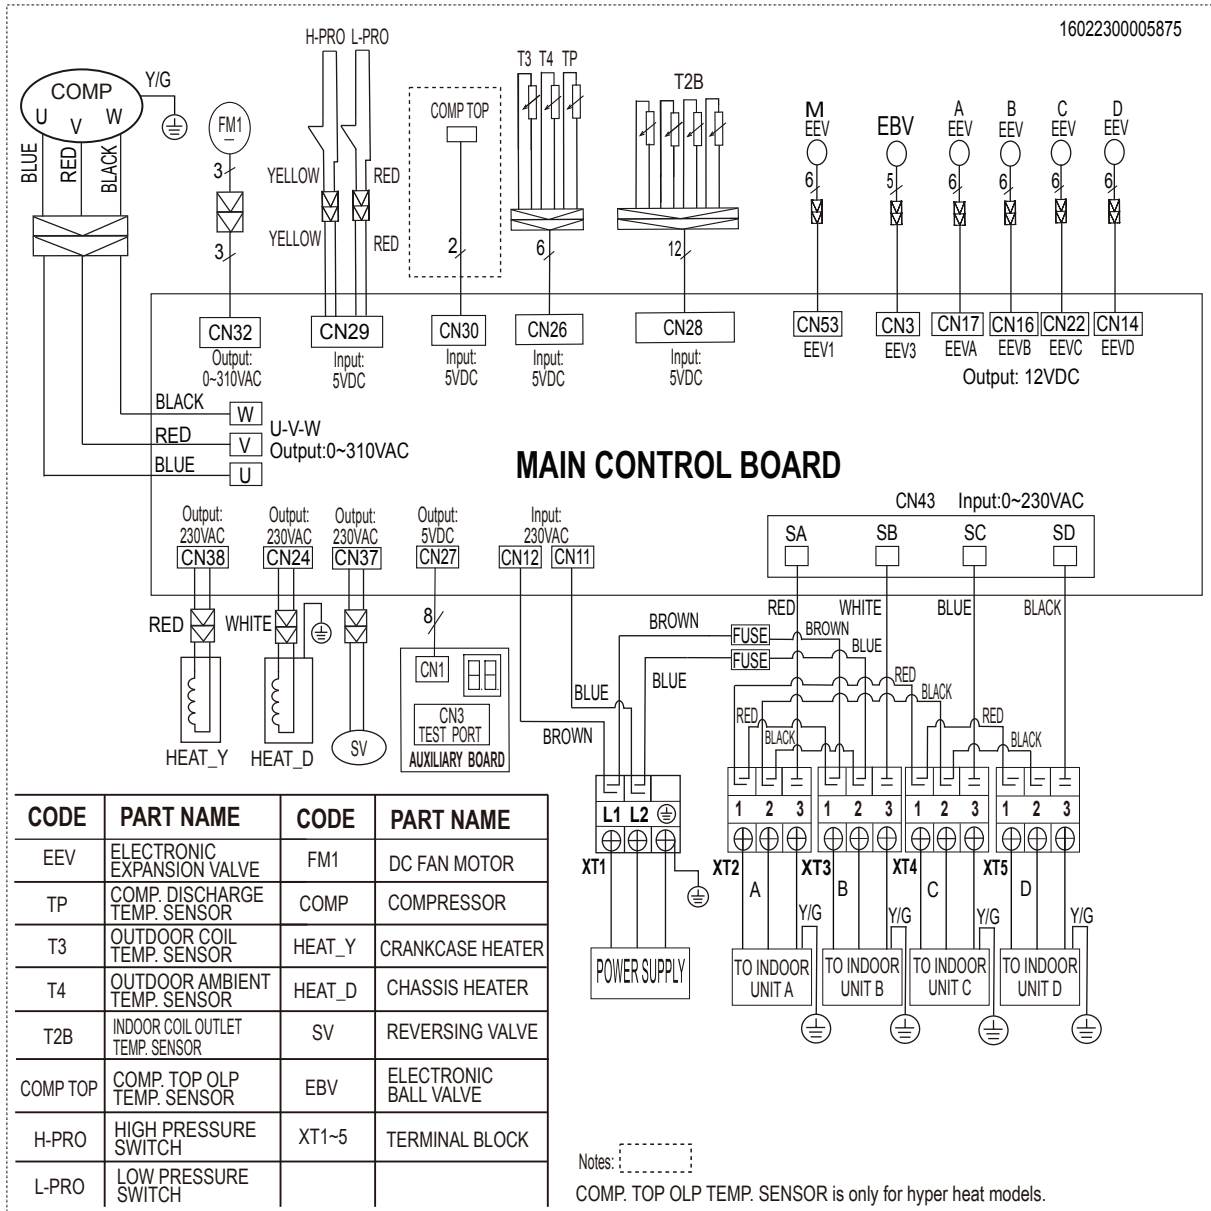 16022300005875
H-PRO L-PRO
COMP
U V W
Y/G
BLUE
RED
BLACK
FM1
3
3
YELLOW
RED
YELLOW
RED
COMP TOP
2
T3 T4 TP
6
T2B
12
M
EEV
6
EBV
5
A
EEV
6
B
EEV
6
C
EEV
6
D
EEV
6
CN32
Output:
0~310VAC
CN29
Input:
5VDC
CN30
Input:
5VDC
CN26
Input:
5VDC
CN28
Input:
5VDC
CN53
EEV1
CN3
EEV3
CN17
EEVA
CN16
EEVB
CN22
EEVC
CN14
EEVD
Output: 12VDC
BLACK
W
RED
V
BLUE
U
U-V-W
Output:0~310VAC
MAIN CONTROL BOARD
CN43 Input:0~230VAC
SA SB SC SD
Output:
230VAC
CN38
Output:
230VAC
CN24
Output:
230VAC
CN37
Output:
5VDC
CN27
Input:
230VAC
CN12 CN11
RED
WHITE
HEAT_Y
HEAT_D
SV
8
CN1
CN3
TEST PORT
AUXILIARY BOARD
RED
WHITE
BLUE
BLACK
BROWN
FUSE
BROWN
FUSE
BLUE
BLUE
BLUE
BROWN
RED
BLACK
RED
BLACK
RED
BLACK
L1 L2
XT1
POWER SUPPLY
1 2 3
1 2 3
1 2 3
1 2 3
XT2
XT3
XT4
XT5
A
B
C
D
Y/G
Y/G
Y/G
Y/G
TO INDOOR
UNIT A
TO INDOOR
UNIT B
TO INDOOR
UNIT C
TO INDOOR
UNIT D
CODE PART NAME CODE PART NAME
EEV ELECTRONIC
EXPANSION VALVE
FM1 DC FAN MOTOR
TP COMP. DISCHARGE
TEMP. SENSOR
COMP COMPRESSOR
T3 OUTDOOR COIL
TEMP. SENSOR
HEAT_Y CRANKCASE HEATER
T4 OUTDOOR AMBIENT
TEMP. SENSOR
HEAT_D CHASSIS HEATER
T2B INDOOR COIL OUTLET
TEMP. SENSOR
SV REVERSING VALVE
COMP TOP COMP. TOP OLP
TEMP. SENSOR
EBV ELECTRONIC
BALL VALVE
H-PRO HIGH PRESSURE
SWITCH
XT1~5 TERMINAL BLOCK
L-PRO LOW PRESSURE
SWITCH
Notes:
COMP. TOP OLP TEMP. SENSOR is only for hyper heat models.